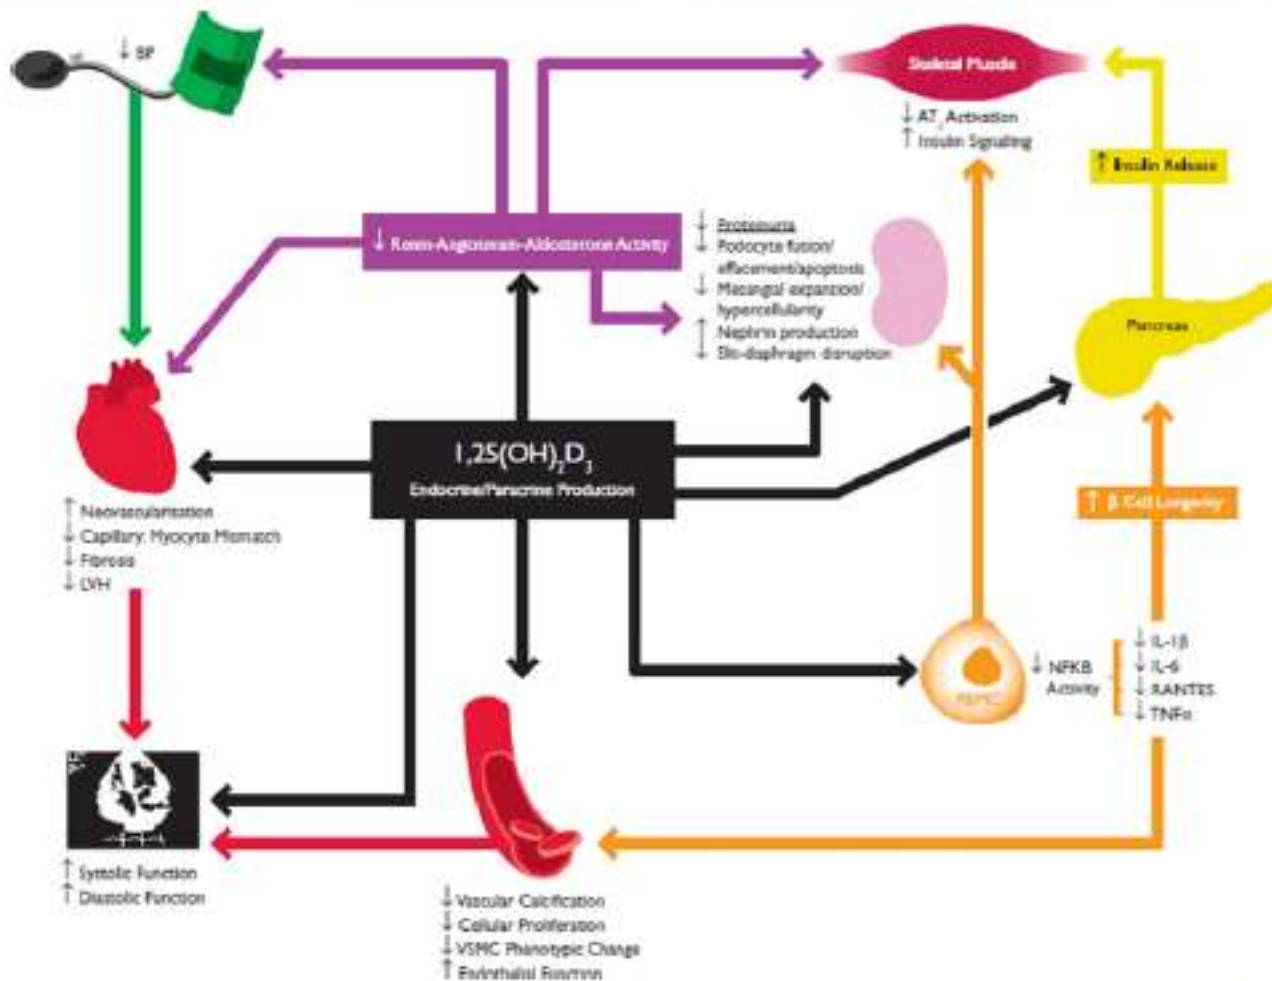 ↓ BP
Skeletal Muscle
↓ AT₁ Activation
↑ Insulin Signaling
↑ Insulin Release
↓ Renin-Angiotensin-Aldosterone Activity
↓ Proteinuria
↓ Podocyte fusion/
effacement/apoptosis
↓ Mesangial expansion/
hypercellularity
↑ Nephrin production
↓ Slit-diaphragm disruption
Pancreas
1,25(OH)₂D₃
Endocrine/Paracrine Production
↑ β Cell Longevity
↑ Neovascularisation
↓ Capillary: Myocyte Mismatch
↓ Fibrosis
↓ LVH
↓ NFKB
Activity
↓ IL-1β
↓ IL-6
↓ RANTES
↓ TNFα
↑ Systolic Function
↑ Diastolic Function
↓ Vascular Calcification
↓ Cellular Proliferation
↓ VSMC Phenotypic Change
↑ Endothelial Function